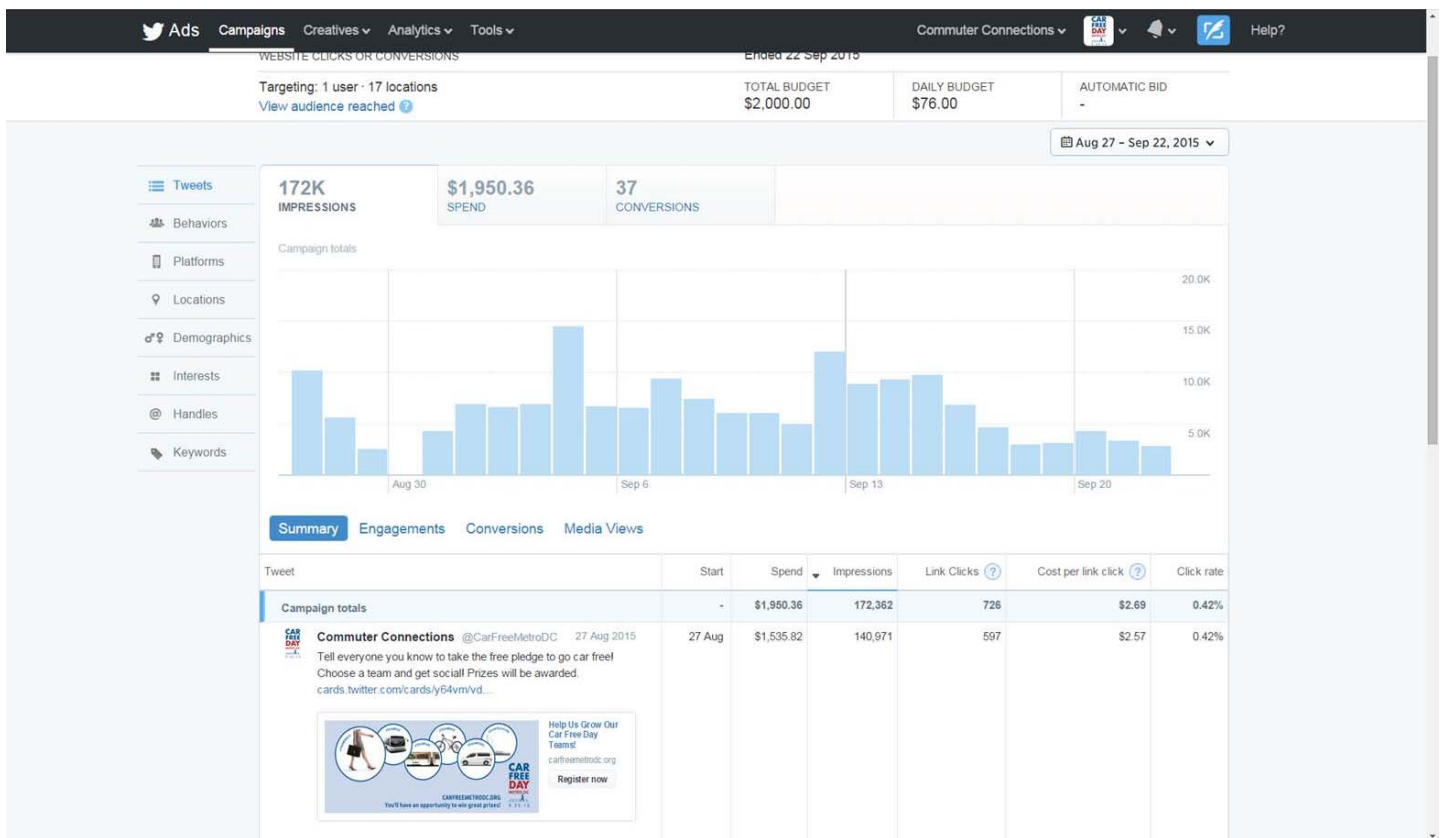 Ads Campaigns Creatives Analytics Tools Commuter Connections CAR FREE DAY Help?
WEBSITE CLICKS OR CONVERSIONS Ended 22 Sep 2015
Targeting: 1 user · 17 locations TOTAL BUDGET DAILY BUDGET AUTOMATIC BID
View audience reached ? $2,000.00 $76.00 -
Aug 27 - Sep 22, 2015
Tweets
Behaviors
Platforms
Locations
Demographics
Interests
@ Handles
Keywords
172K $1,950.36 37
IMPRESSIONS SPEND CONVERSIONS
Campaign totals
20.0K
15.0K
10.0K
5.0K
Aug 30 Sep 6 Sep 13 Sep 20
Summary Engagements Conversions Media Views
Tweet Start Spend Impressions Link Clicks ? Cost per link click ? Click rate
Campaign totals - $1,950.36 172,362 726 $2.69 0.42%
CAR FREE DAY
Commuter Connections @CarFreeMetroDC 27 Aug 2015 27 Aug $1,535.82 140,971 597 $2.57 0.42%
Tell everyone you know to take the free pledge to go car free!
Choose a team and get social! Prizes will be awarded.
cards.twitter.com/cards/y64vm/vd...
Help Us Grow Our
Car Free Day
Teams!
carfreemetrodc.org
Register now
CAR
FREE
DAY
CARFREEMETRODC.ORG
You'll have an opportunity to win great prizes!